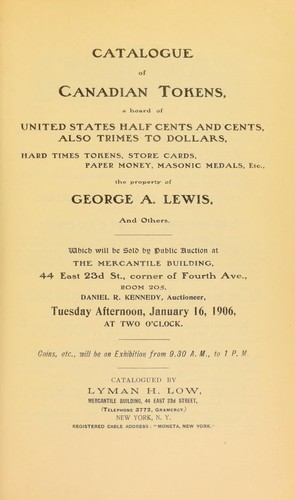 CATALOGUE
of
CANADIAN TOKENS,
a hoard of
UNITED STATES HALF CENTS AND CENTS,
ALSO TRIMES TO DOLLARS,
HARD TIMES TOKENS, STORE CARDS,
PAPER MONEY, MASONIC MEDALS, Etc.,
the property of
GEORGE A. LEWIS,
And Others.
Which will be Sold by Public Auction at
THE MERCANTILE BUILDING,
44 East 23d St., corner of Fourth Ave.,
ROOM 205,
DANIEL R. KENNEDY, Auctioneer,
Tuesday Afternoon, January 16, 1906,
AT TWO O'CLOCK.
Coins, etc., will be on Exhibition from 9.30 A. M., to 1 P. M.
CATALOGUED BY
LYMAN H. LOW,
MERCANTILE BUILDING, 44 EAST 23d STREET,
(TELEPHONE 3772, GRAMERCY.)
NEW YORK, N. Y.
REGISTERED CABLE ADDRESS: "MONETA, NEW YORK."